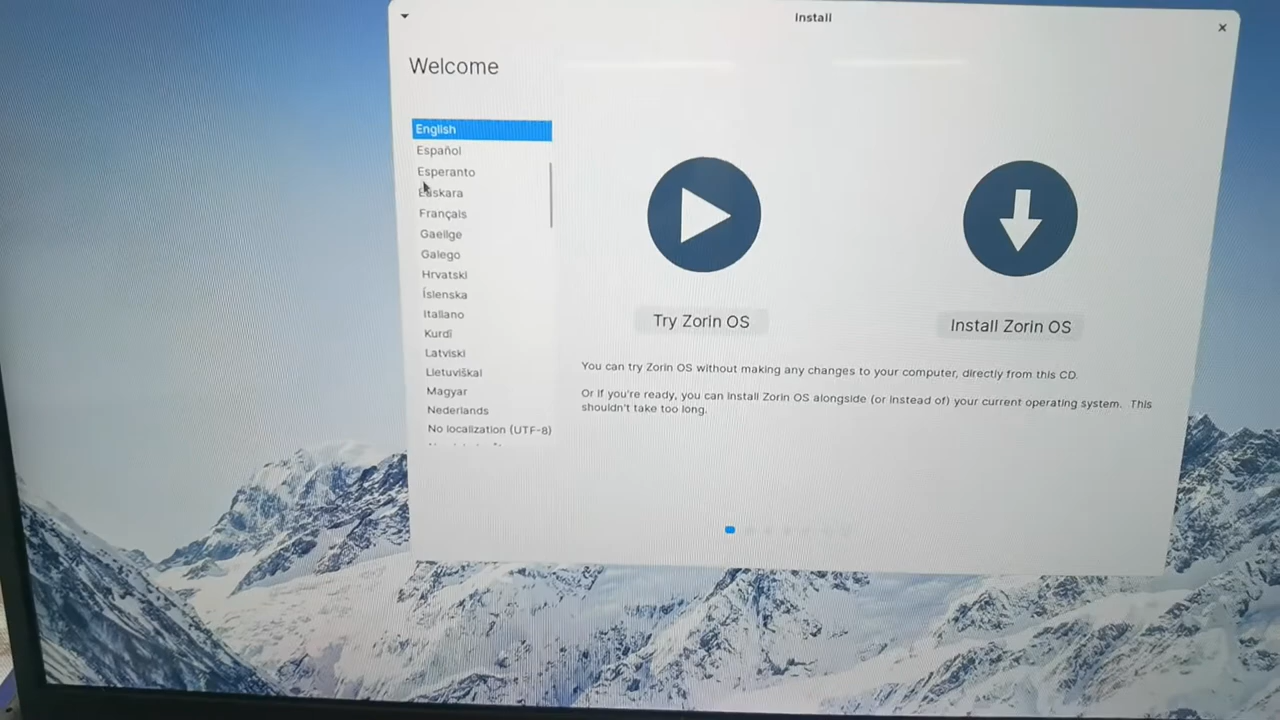 Install
Welcome
English
Español
Esperanto
Euskara
Français
Gaeilge
Galego
Hrvatski
Íslenska
Italiano
Kurdî
Latviski
Lietuviškai
Magyar
Nederlands
No localization (UTF-8)
Try Zorin OS
Install Zorin OS
You can try Zorin OS without making any changes to your computer, directly from this CD.
Or if you're ready, you can install Zorin OS alongside (or instead of) your current operating system. This
shouldn't take too long.